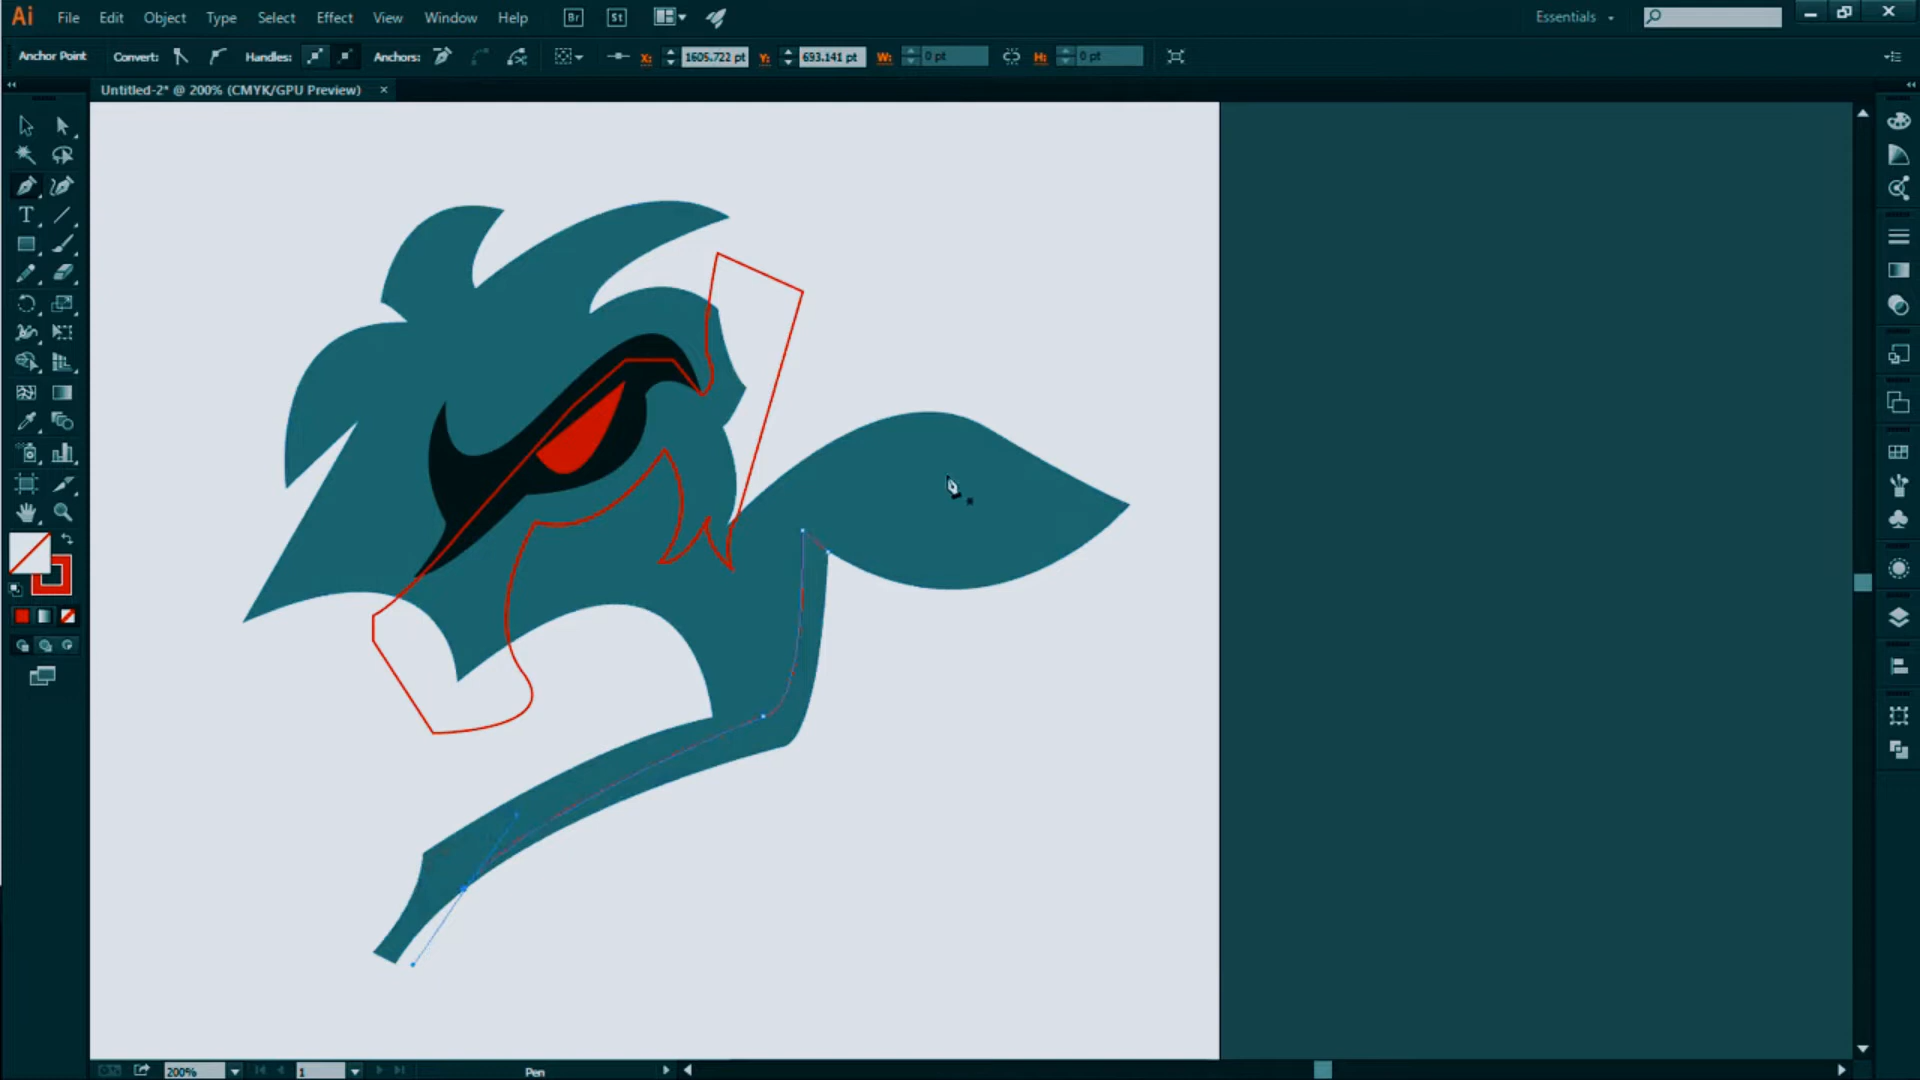 Ai File Edit Object Type Select Effect View Window Help Br St Essentials
Anchor Point Convert: Handles: Anchors: X: 1605.722 pt Y: 693.141 pt W: 0 pt H: 0 pt
Untitled-2* @ 200% (CMYK/GPU Preview) ×
200% 1 Pen